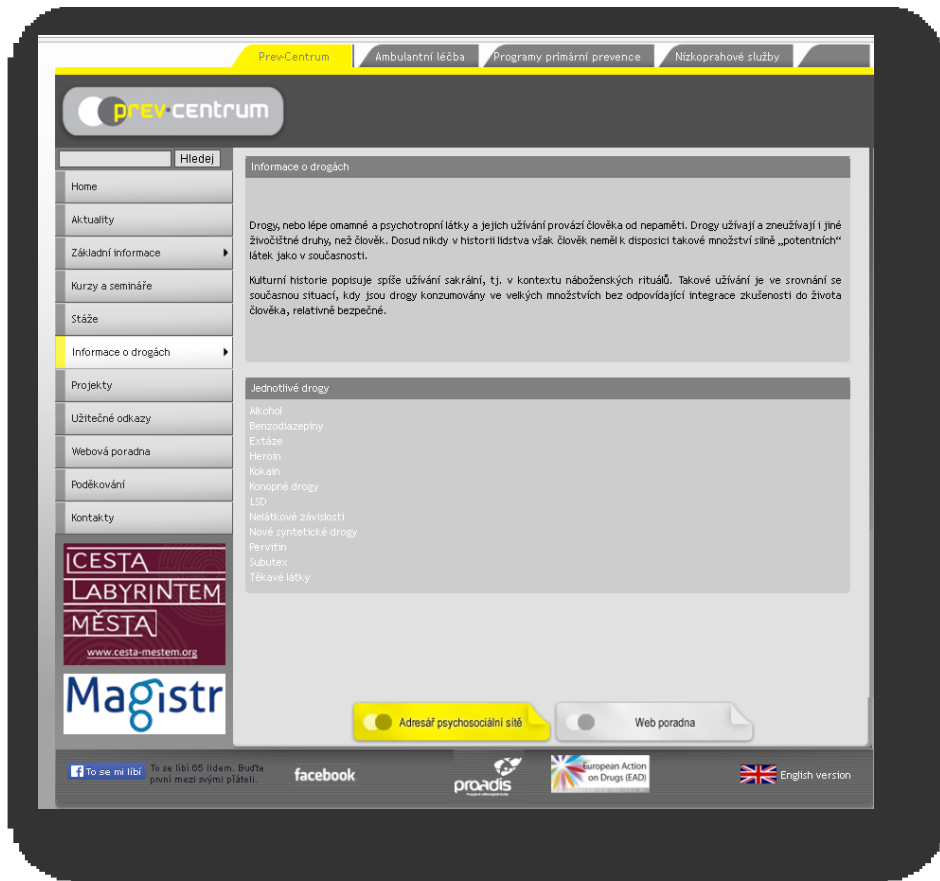 Prev-Centrum
Ambulantní léčba
Programy primární prevence
Nízkoprahové služby
prev·centrum
Hledej
Home
Aktuality
Základní informace
Kurzy a semináře
Stáže
Informace o drogách
Projekty
Užitečné odkazy
Webová poradna
Poděkování
Kontakty
CESTA
LABYRINTEM
MĚSTA
www.cesta-mestem.org
Magistr
Informace o drogách
Drogy, nebo lépe omamné a psychotropní látky a jejich užívání provází člověka od nepaměti. Drogy užívají a zneužívají i jiné
živočištné druhy, než člověk. Dosud nikdy v historii lidstva však člověk neměl k disposici takové množství silně „potentních“
látek jako v současnosti.
Kulturní historie popisuje spíše užívání sakrální, tj. v kontextu náboženských rituálů. Takové užívání je ve srovnání se
současnou situací, kdy jsou drogy konzumovány ve velkých množstvích bez odpovídající integrace zkušenosti do života
člověka, relativně bezpečné.
Jednotlivé drogy
Alkohol
Benzodiazepiny
Extáze
Heroin
Kokain
Konopné drogy
LSD
Nelátkové závislosti
Nové syntetické drogy
Pervitin
Subutex
Těkavé látky
Adresář psychosociální sítě
Web poradna
To se mi líbí
To se líbí 65 lidem. Buďte
první mezi svými přáteli.
facebook
proadis
European Action
on Drugs (EAD)
English version